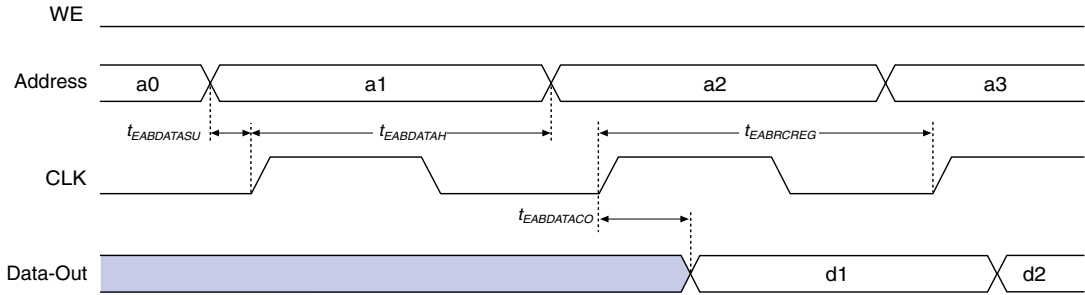 WE
Address a0 a1 a2 a3
tEABDATASU tEABDATAH tEABRCREG
CLK
tEABDATACO
Data-Out d1 d2